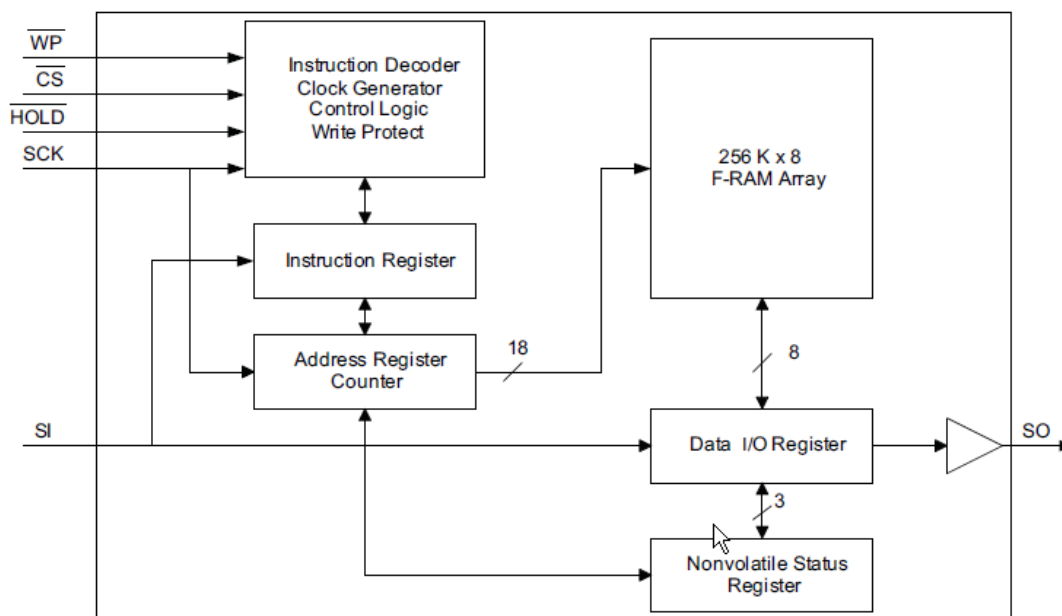 WP
CS
HOLD
SCK
Instruction Decoder
Clock Generator
Control Logic
Write Protect
256 K x 8
F-RAM Array
Instruction Register
Address Register
Counter
18
8
SI
Data I/O Register
SO
3
Nonvolatile Status
Register